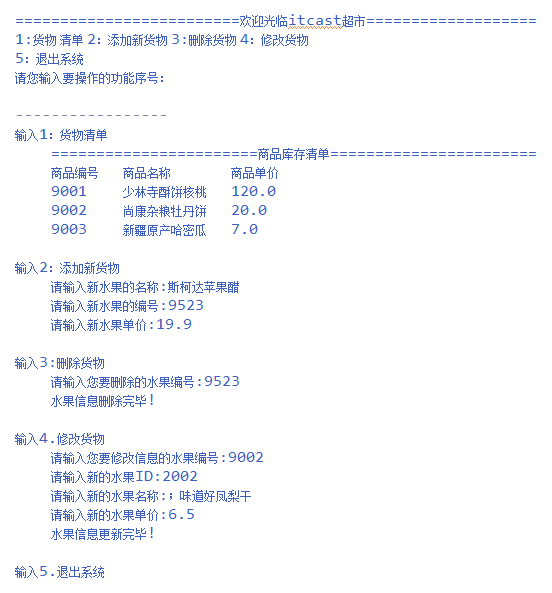 =========================欢迎光临itcast超市===================
1:货物 清单 2: 添加新货物 3:删除货物 4: 修改货物
5: 退出系统
请您输入要操作的功能序号:
-----------------
输入1: 货物清单
=======================商品库存清单=======================
商品编号 商品名称 商品单价
9001 少林寺酥饼核桃 120.0
9002 尚康杂粮牡丹饼 20.0
9003 新疆原产哈密瓜 7.0
输入2: 添加新货物
请输入新水果的名称:斯柯达苹果醋
请输入新水果的编号:9523
请输入新水果单价:19.9
输入3:删除货物
请输入您要删除的水果编号:9523
水果信息删除完毕!
输入4.修改货物
请输入您要修改信息的水果编号:9002
请输入新的水果ID:2002
请输入新的水果名称:；味道好凤梨干
请输入新的水果单价:6.5
水果信息更新完毕!
输入5.退出系统